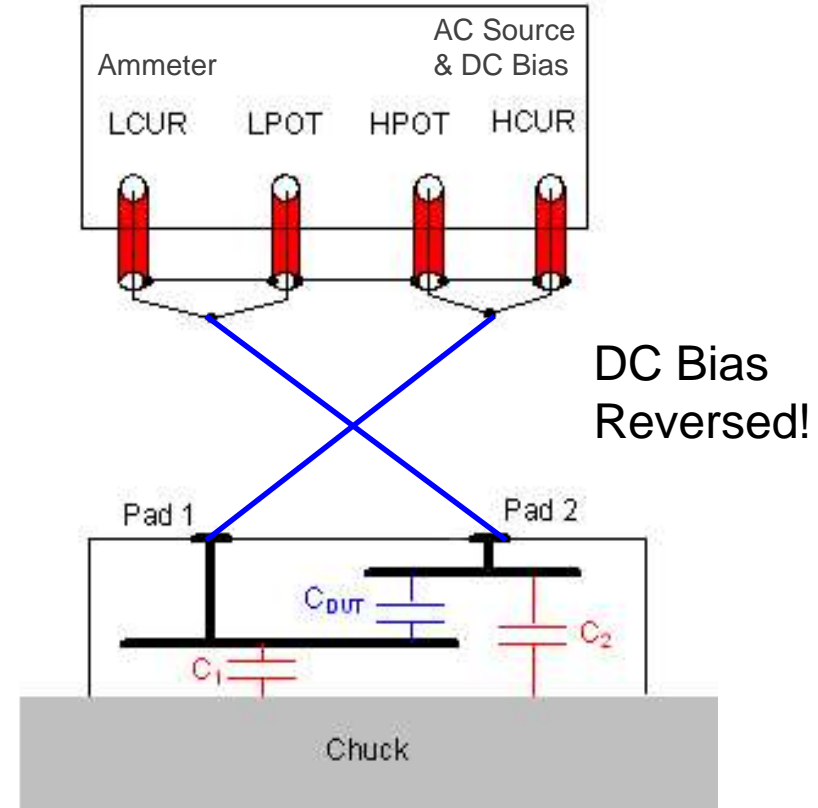 AC Source
Ammeter & DC Bias
LCUR LPOT HPOT HCUR
DC Bias
Reversed!
Pad 1 Pad 2
CDUT
C2
C1
Chuck